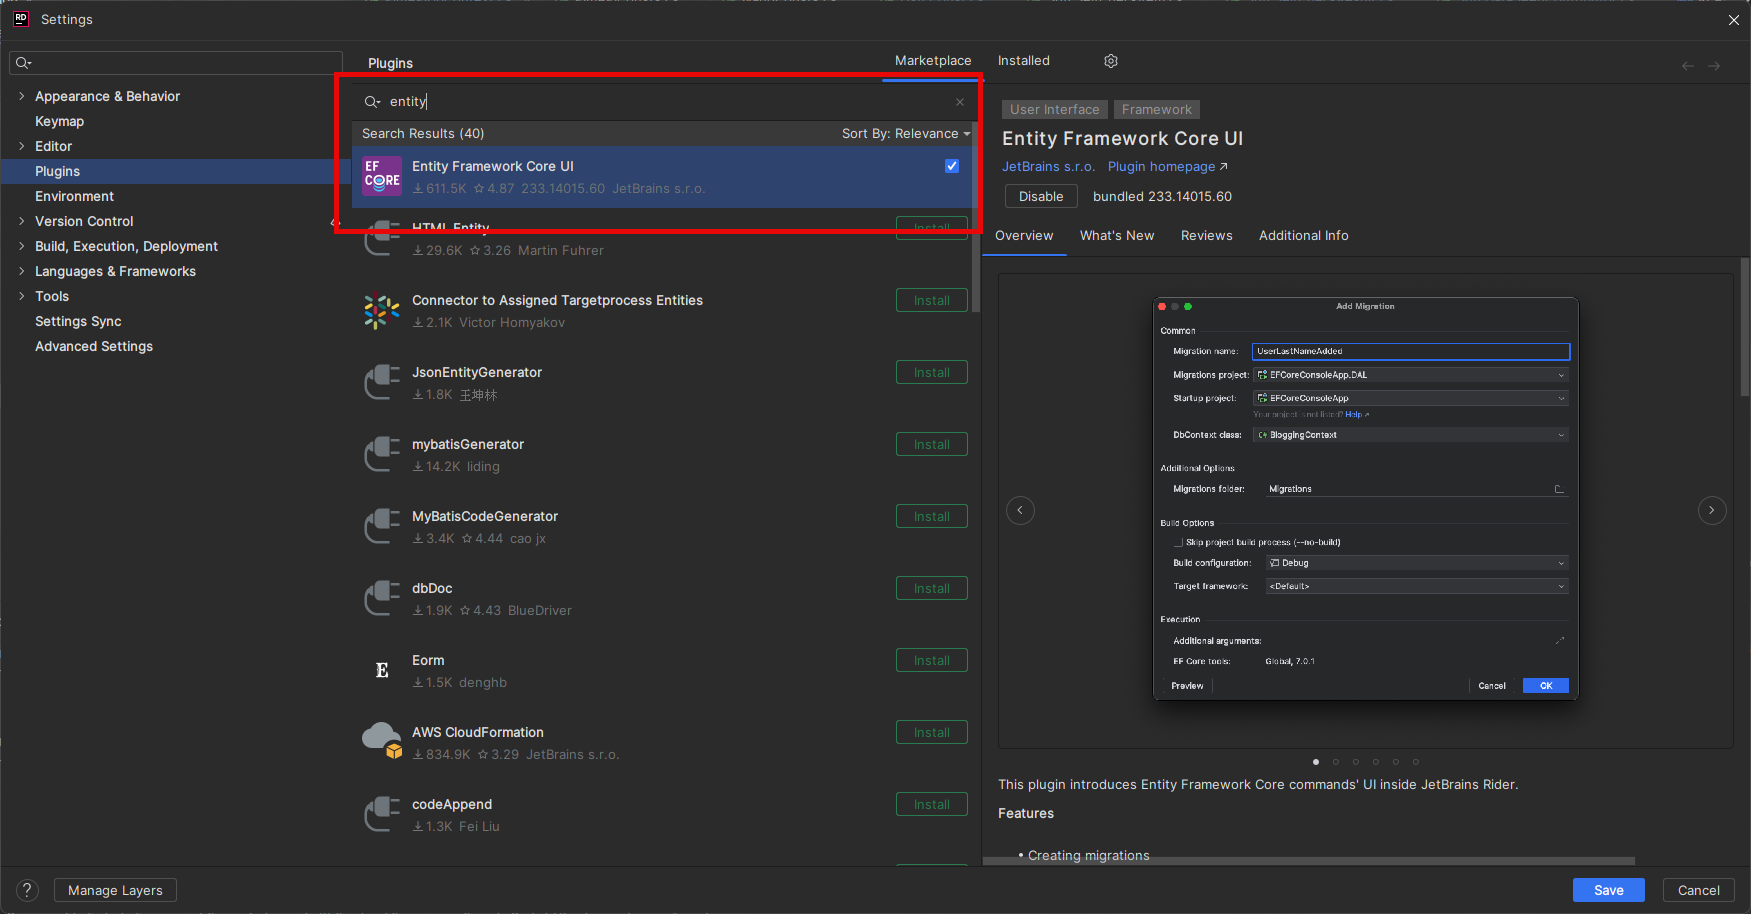 RD Settings
Appearance & Behavior
Keymap
Editor
Plugins
Environment
Version Control
Build, Execution, Deployment
Languages & Frameworks
Tools
Settings Sync
Advanced Settings
Plugins
Marketplace Installed
entity
Search Results (40) Sort By: Relevance
EF CORE
Entity Framework Core UI
611.5K 4.87 233.14015.60 JetBrains s.r.o.
HTML Entity Install
29.6K 3.26 Martin Fuhrer
Connector to Assigned Targetprocess Entities Install
2.1K Victor Homyakov
JsonEntityGenerator Install
1.8K 王坤林
mybatisGenerator Install
14.2K liding
MyBatisCodeGenerator Install
3.4K 4.44 cao jx
dbDoc Install
1.9K 4.43 BlueDriver
E
Eorm Install
1.5K denghb
AWS CloudFormation Install
834.9K 3.29 JetBrains s.r.o.
codeAppend Install
1.3K Fei Liu
User Interface Framework
Entity Framework Core UI
JetBrains s.r.o. Plugin homepage ↗
Disable bundled 233.14015.60
Overview What's New Reviews Additional Info
Add Migration
Common
Migration name: UserLastNameAdded
Migrations project: EFCoreConsoleApp.DAL
Startup project: EFCoreConsoleApp
Your project is not listed? Help ↗
DbContext class: C# BloggingContext
Additional Options
Migrations folder: Migrations
Build Options
Skip project build process (--no-build)
Build configuration: Debug
Target framework: <Default>
Execution
Additional arguments:
EF Core tools: Global, 7.0.1
Preview Cancel OK
This plugin introduces Entity Framework Core commands' UI inside JetBrains Rider.
Features
• Creating migrations
? Manage Layers Save Cancel